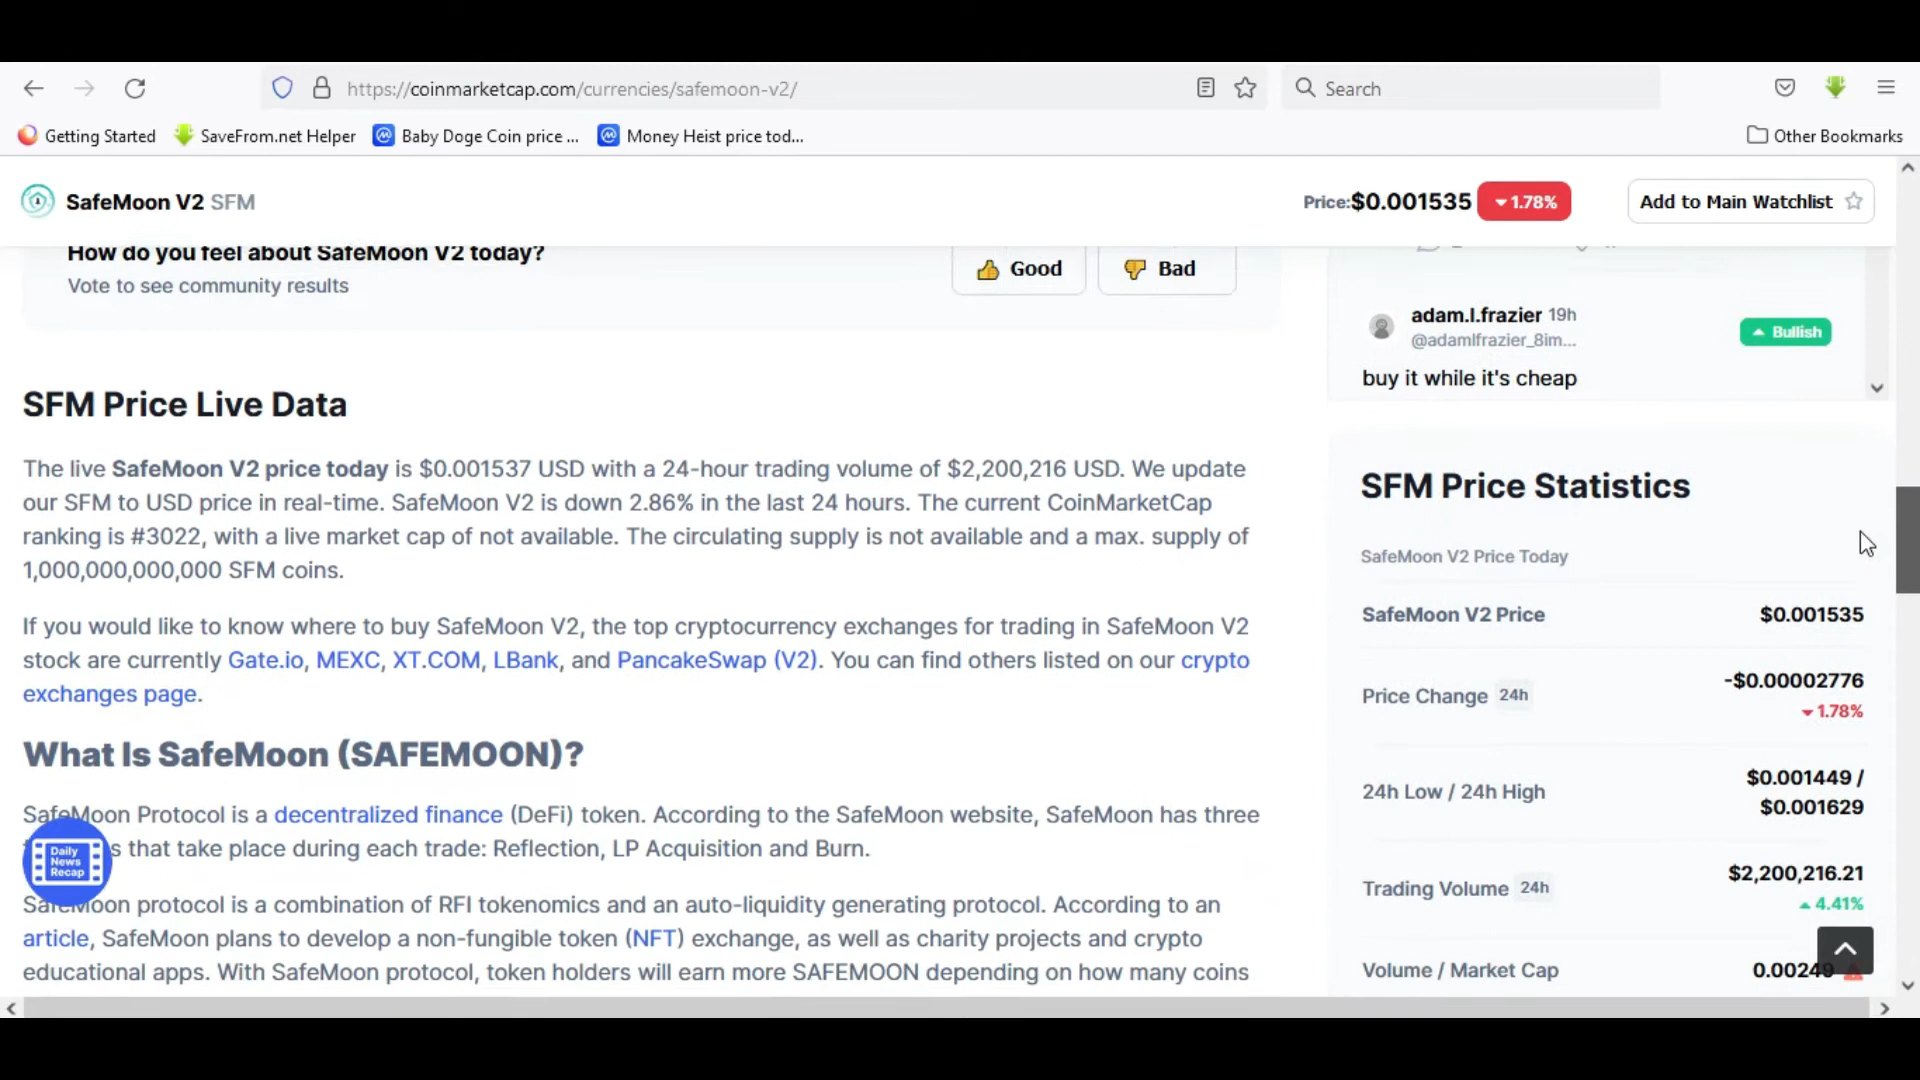 https://coinmarketcap.com/currencies/safemoon-v2/
Search
Getting Started
SaveFrom.net Helper
Baby Doge Coin price ...
Money Heist price tod...
Other Bookmarks
SafeMoon V2 SFM
Price:$0.001535
1.78%
Add to Main Watchlist
How do you feel about SafeMoon V2 today?
Vote to see community results
Good
Bad
adam.l.frazier 19h
@adamlfrazier_8im...
Bullish
buy it while it's cheap
SFM Price Live Data
The live SafeMoon V2 price today is $0.001537 USD with a 24-hour trading volume of $2,200,216 USD. We update
our SFM to USD price in real-time. SafeMoon V2 is down 2.86% in the last 24 hours. The current CoinMarketCap
ranking is #3022, with a live market cap of not available. The circulating supply is not available and a max. supply of
1,000,000,000,000 SFM coins.
If you would like to know where to buy SafeMoon V2, the top cryptocurrency exchanges for trading in SafeMoon V2
stock are currently Gate.io, MEXC, XT.COM, LBank, and PancakeSwap (V2). You can find others listed on our crypto
exchanges page.
What Is SafeMoon (SAFEMOON)?
SafeMoon Protocol is a decentralized finance (DeFi) token. According to the SafeMoon website, SafeMoon has three
that take place during each trade: Reflection, LP Acquisition and Burn.
SafeMoon protocol is a combination of RFI tokenomics and an auto-liquidity generating protocol. According to an
article, SafeMoon plans to develop a non-fungible token (NFT) exchange, as well as charity projects and crypto
educational apps. With SafeMoon protocol, token holders will earn more SAFEMOON depending on how many coins
Daily
News
Recap
SFM Price Statistics
SafeMoon V2 Price Today
SafeMoon V2 Price
$0.001535
Price Change 24h
-$0.00002776
1.78%
24h Low / 24h High
$0.001449 /
$0.001629
Trading Volume 24h
$2,200,216.21
4.41%
Volume / Market Cap
0.00249